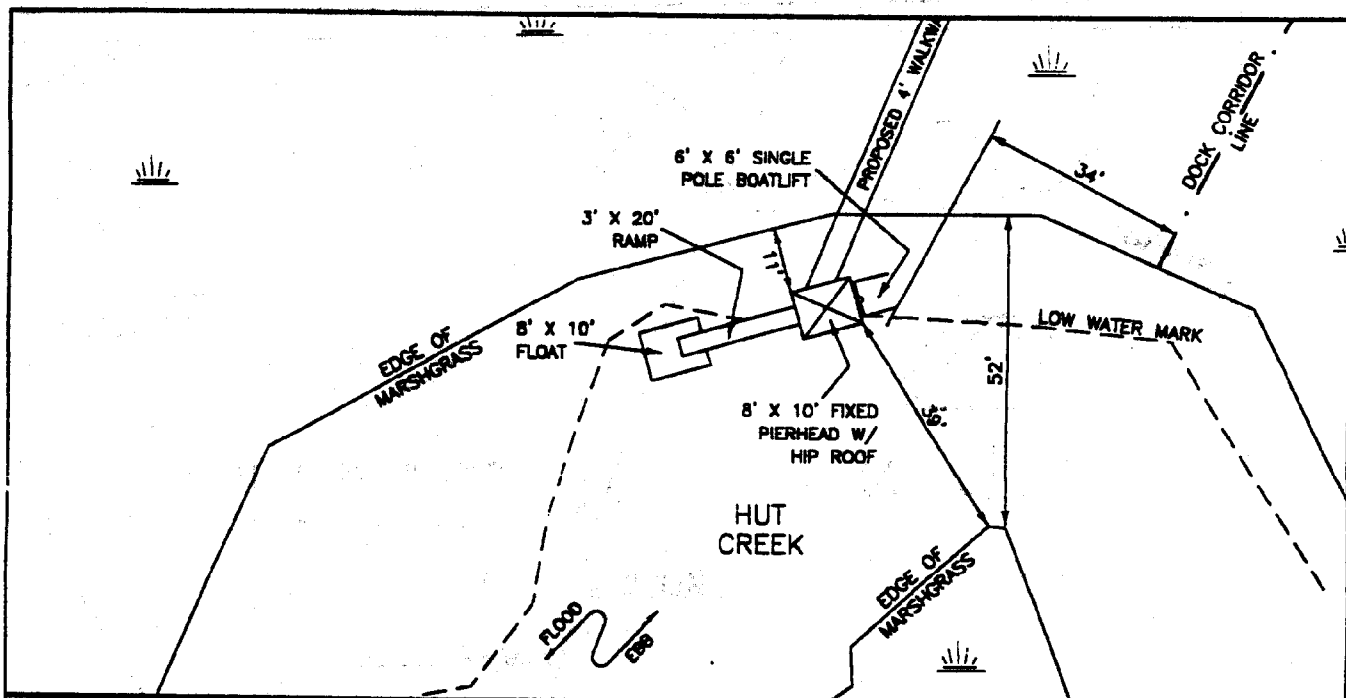 PROPOSED 4' WALKWA
DOCK CORRIDOR
LINE
6' X 6' SINGLE
POLE BOATLIFT
34'
3' X 20'
RAMP
11'
8' X 10'
FLOAT
EDGE OF
MARSHGRASS
LOW WATER MARK
52'
8' X 10' FIXED
PIERHEAD W/
HIP ROOF
HUT
CREEK
EDGE OF
MARSHGRASS
FLOOD
EBB